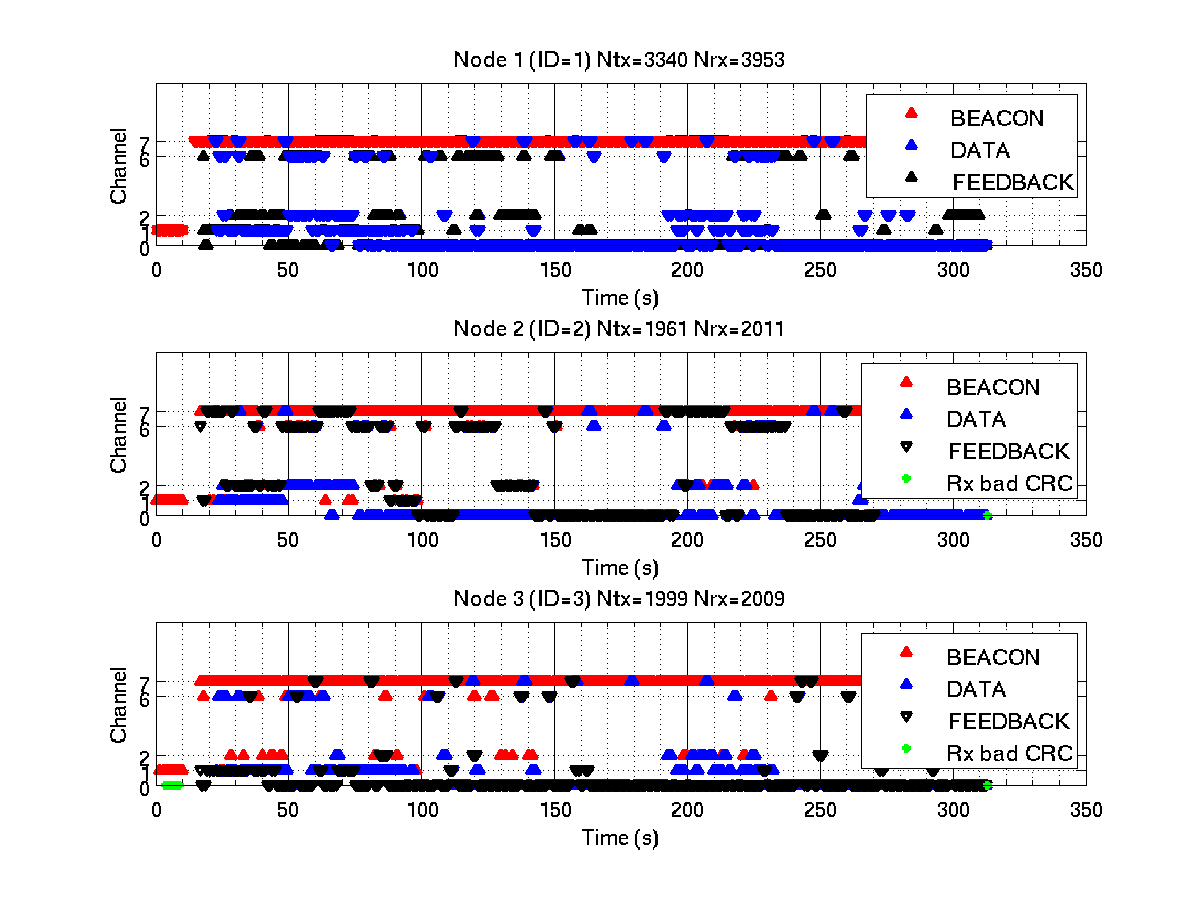 Node 1 (ID=1) Ntx=3340 Nrx=3953
Channel
7
6
2
1
0
BEACON
DATA
FEEDBACK
0 50 100 150 200 250 300 350
Time (s)
Node 2 (ID=2) Ntx=1961 Nrx=2011
Channel
7
6
2
1
0
BEACON
DATA
FEEDBACK
Rx bad CRC
0 50 100 150 200 250 300 350
Time (s)
Node 3 (ID=3) Ntx=1999 Nrx=2009
Channel
7
6
2
1
0
BEACON
DATA
FEEDBACK
Rx bad CRC
0 50 100 150 200 250 300 350
Time (s)